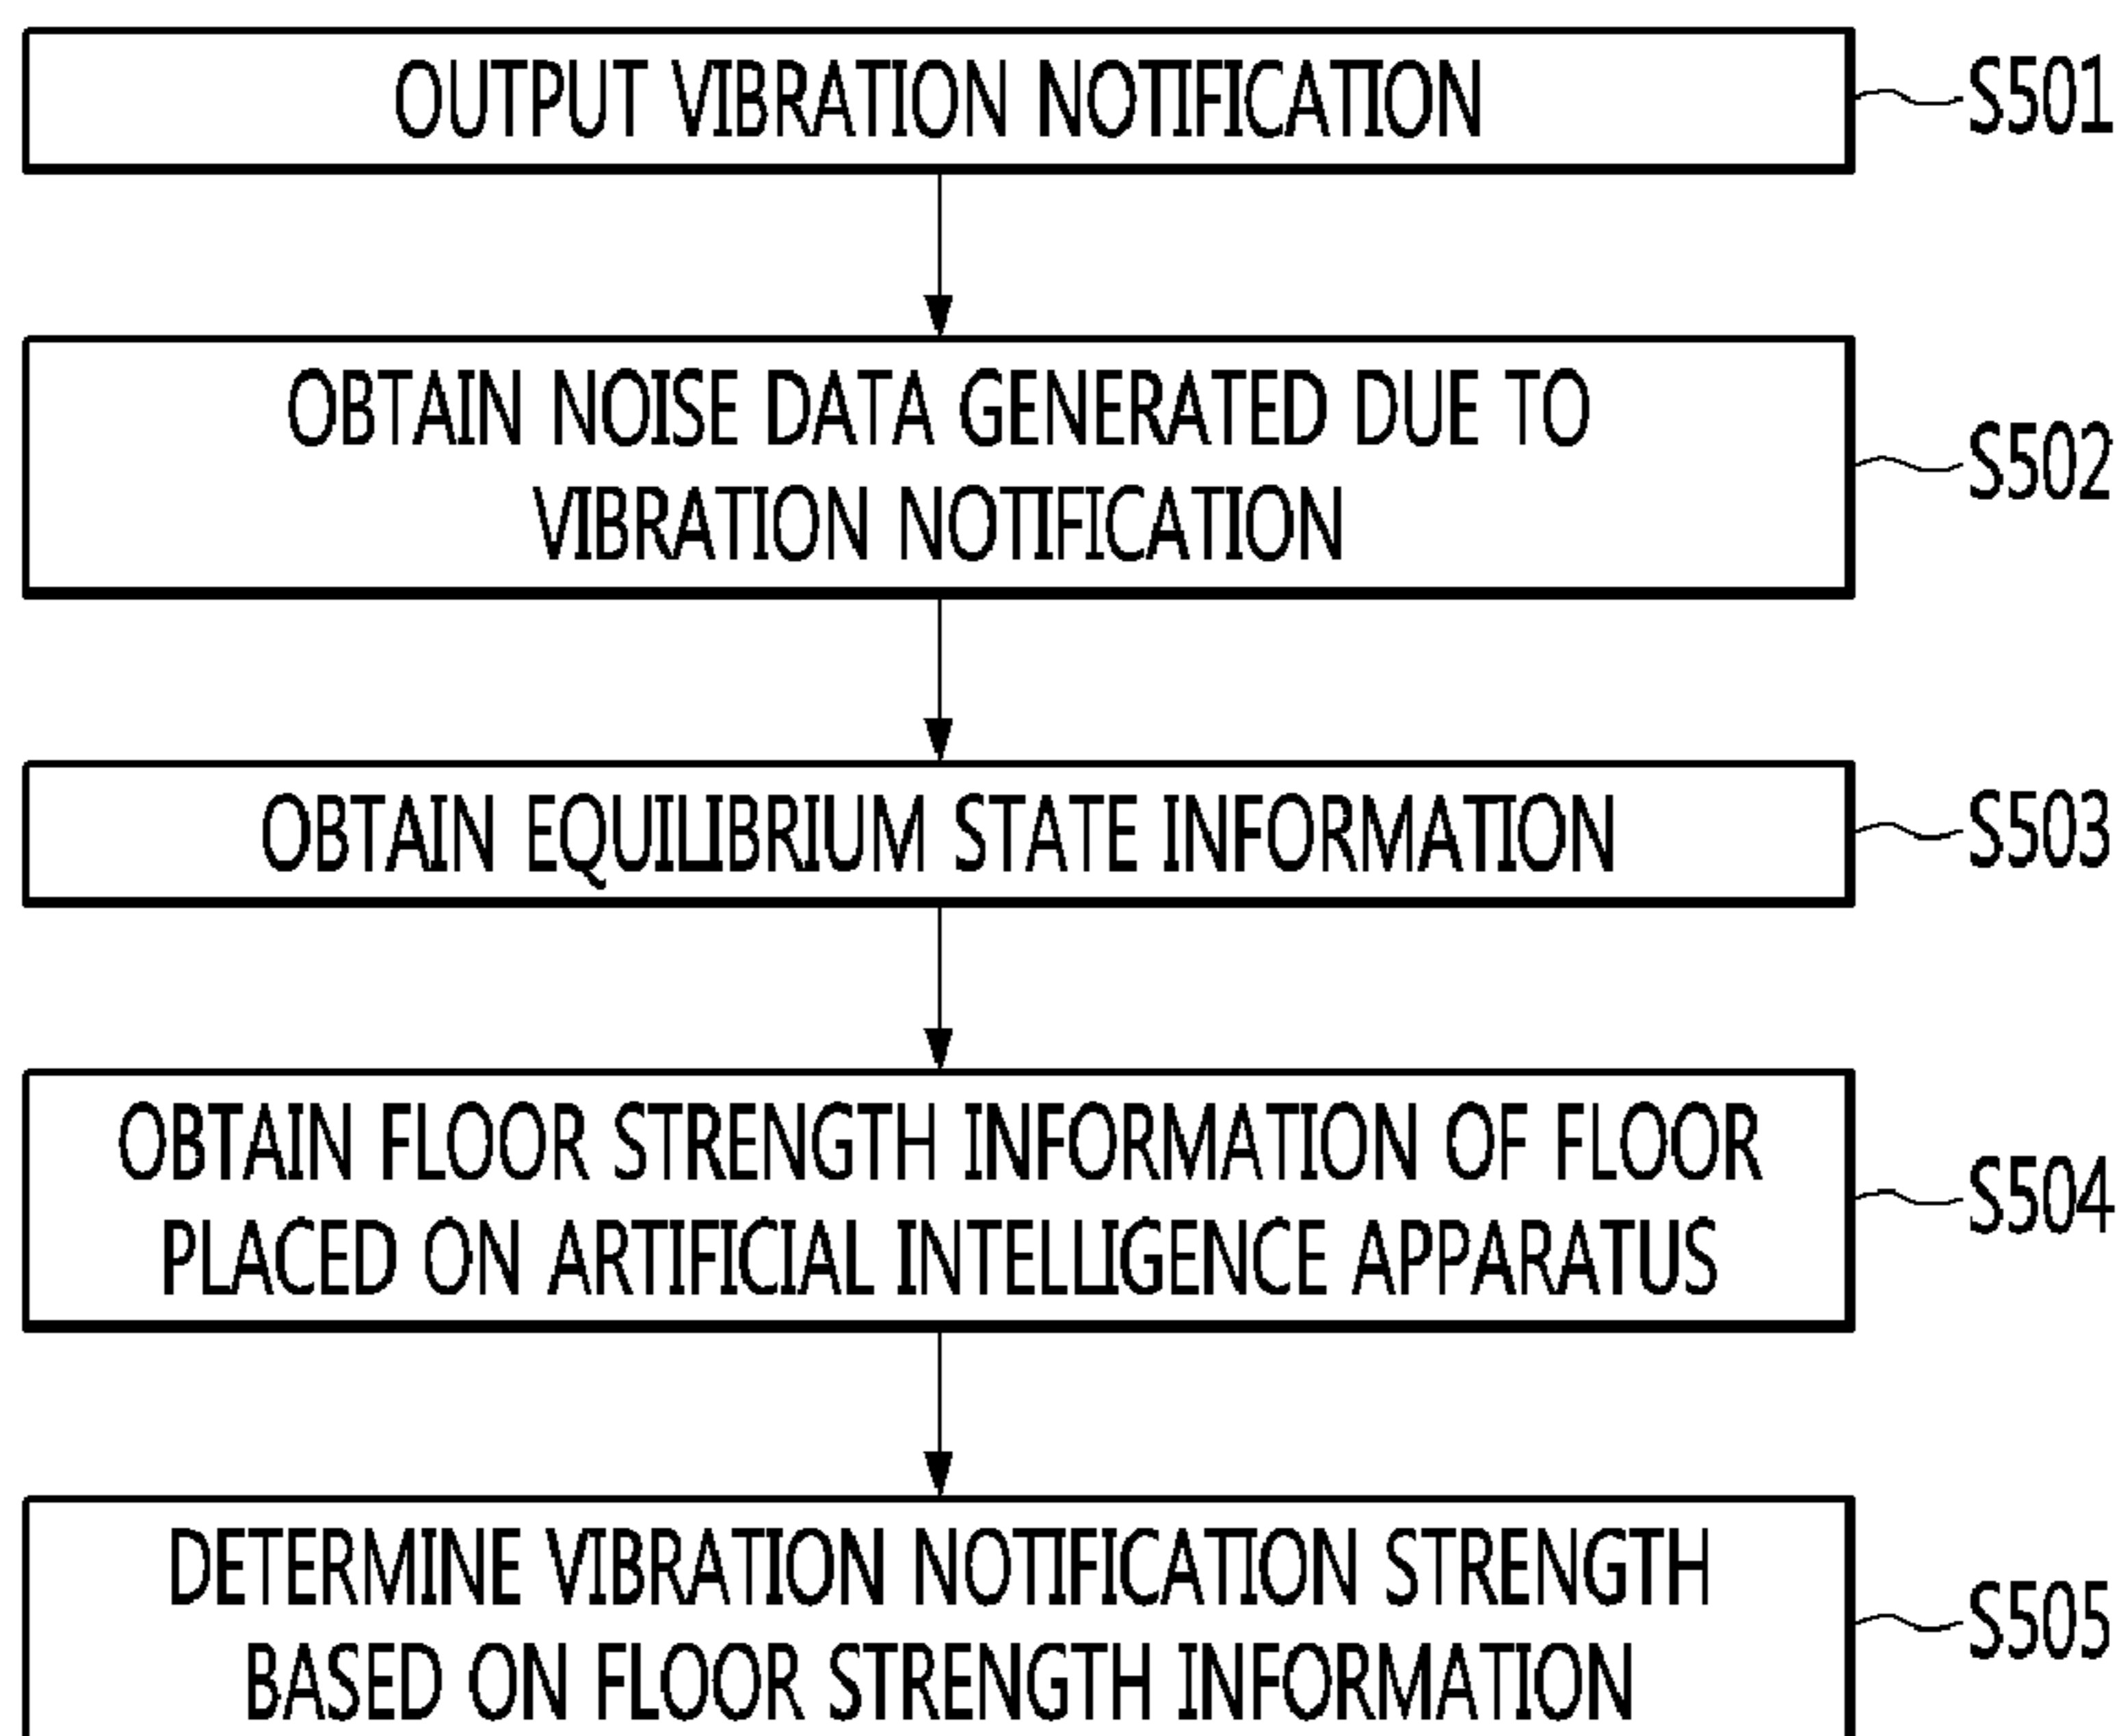 OUTPUT VIBRATION NOTIFICATION
S501
OBTAIN NOISE DATA GENERATED DUE TO
VIBRATION NOTIFICATION
S502
OBTAIN EQUILIBRIUM STATE INFORMATION
S503
OBTAIN FLOOR STRENGTH INFORMATION OF FLOOR
PLACED ON ARTIFICIAL INTELLIGENCE APPARATUS
S504
DETERMINE VIBRATION NOTIFICATION STRENGTH
BASED ON FLOOR STRENGTH INFORMATION
S505